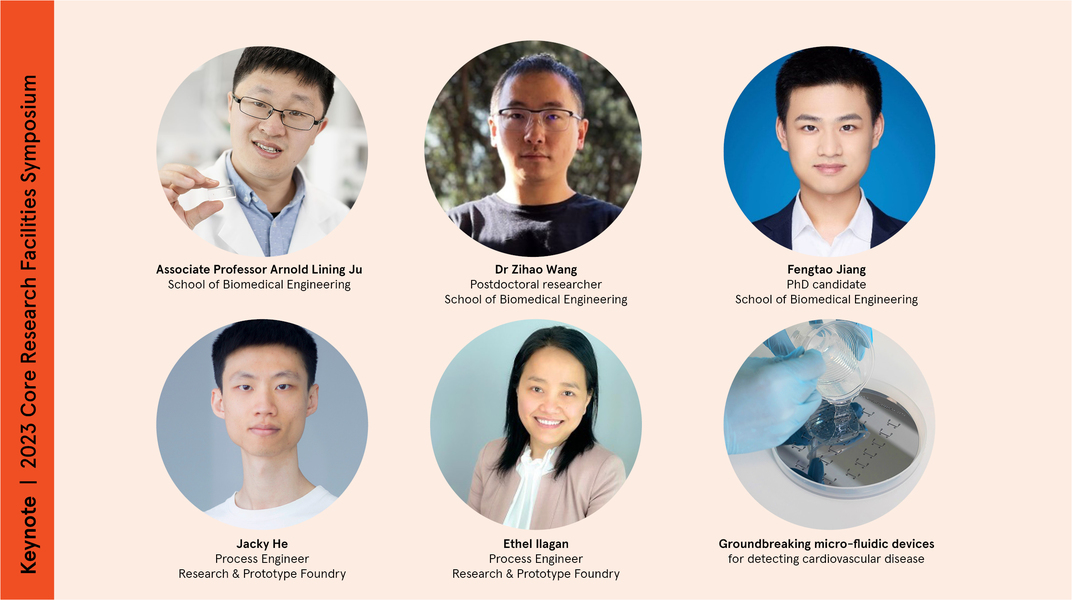 Keynote | 2023 Core Research Facilities Symposium
Associate Professor Arnold Lining Ju
School of Biomedical Engineering
Dr Zihao Wang
Postdoctoral researcher
School of Biomedical Engineering
Fengtao Jiang
PhD candidate
School of Biomedical Engineering
Jacky He
Process Engineer
Research & Prototype Foundry
Ethel Ilagan
Process Engineer
Research & Prototype Foundry
Groundbreaking micro-fluidic devices
for detecting cardiovascular disease